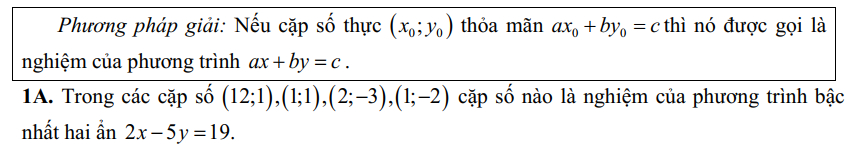 Phương pháp giải: Nếu cặp số thực (x₀; y₀) thỏa mãn ax₀ + by₀ = c thì nó được gọi là
nghiệm của phương trình ax + by = c .
1A. Trong các cặp số (12;1),(1;1),(2;−3),(1;−2) cặp số nào là nghiệm của phương trình bậc
nhất hai ẩn 2x − 5y = 19.